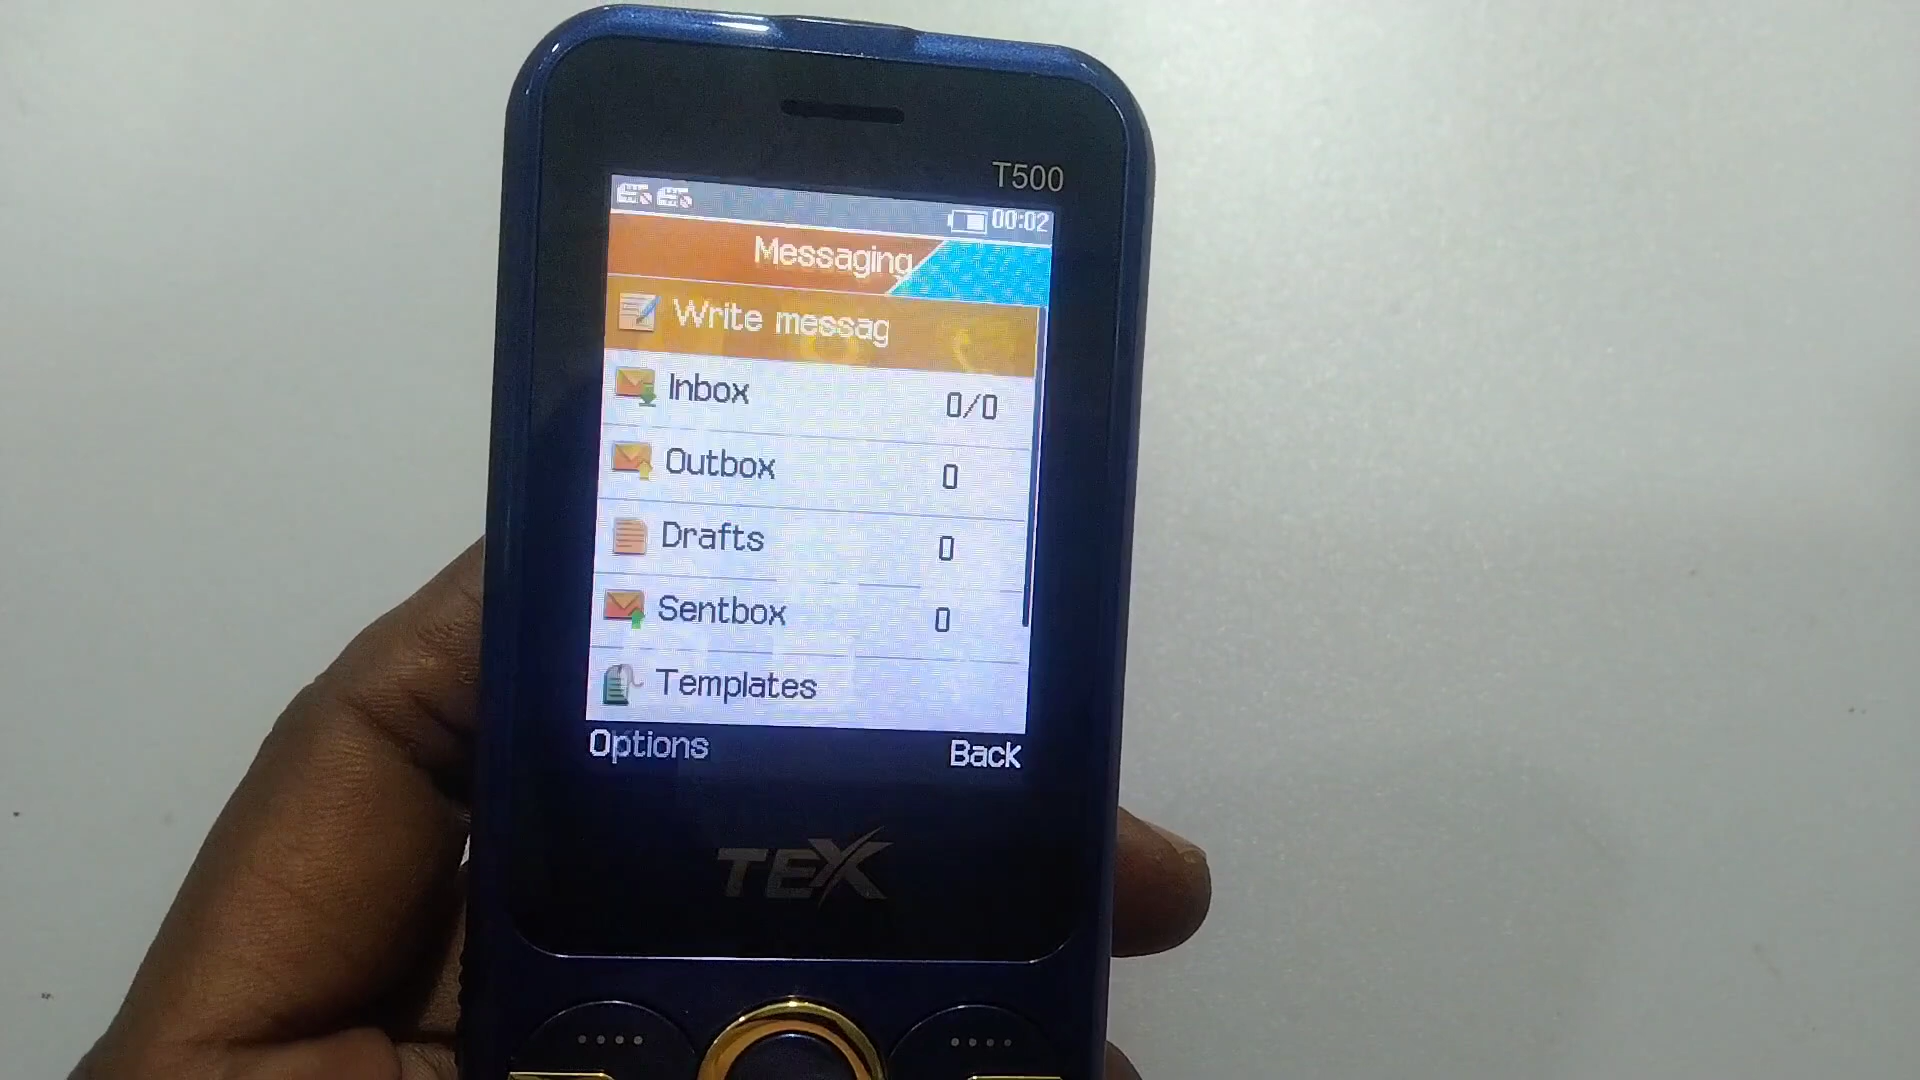 T500
00:02
Messaging
Write messag
Inbox 0/0
Outbox 0
Drafts 0
Sentbox 0
Templates
Options Back
TEX